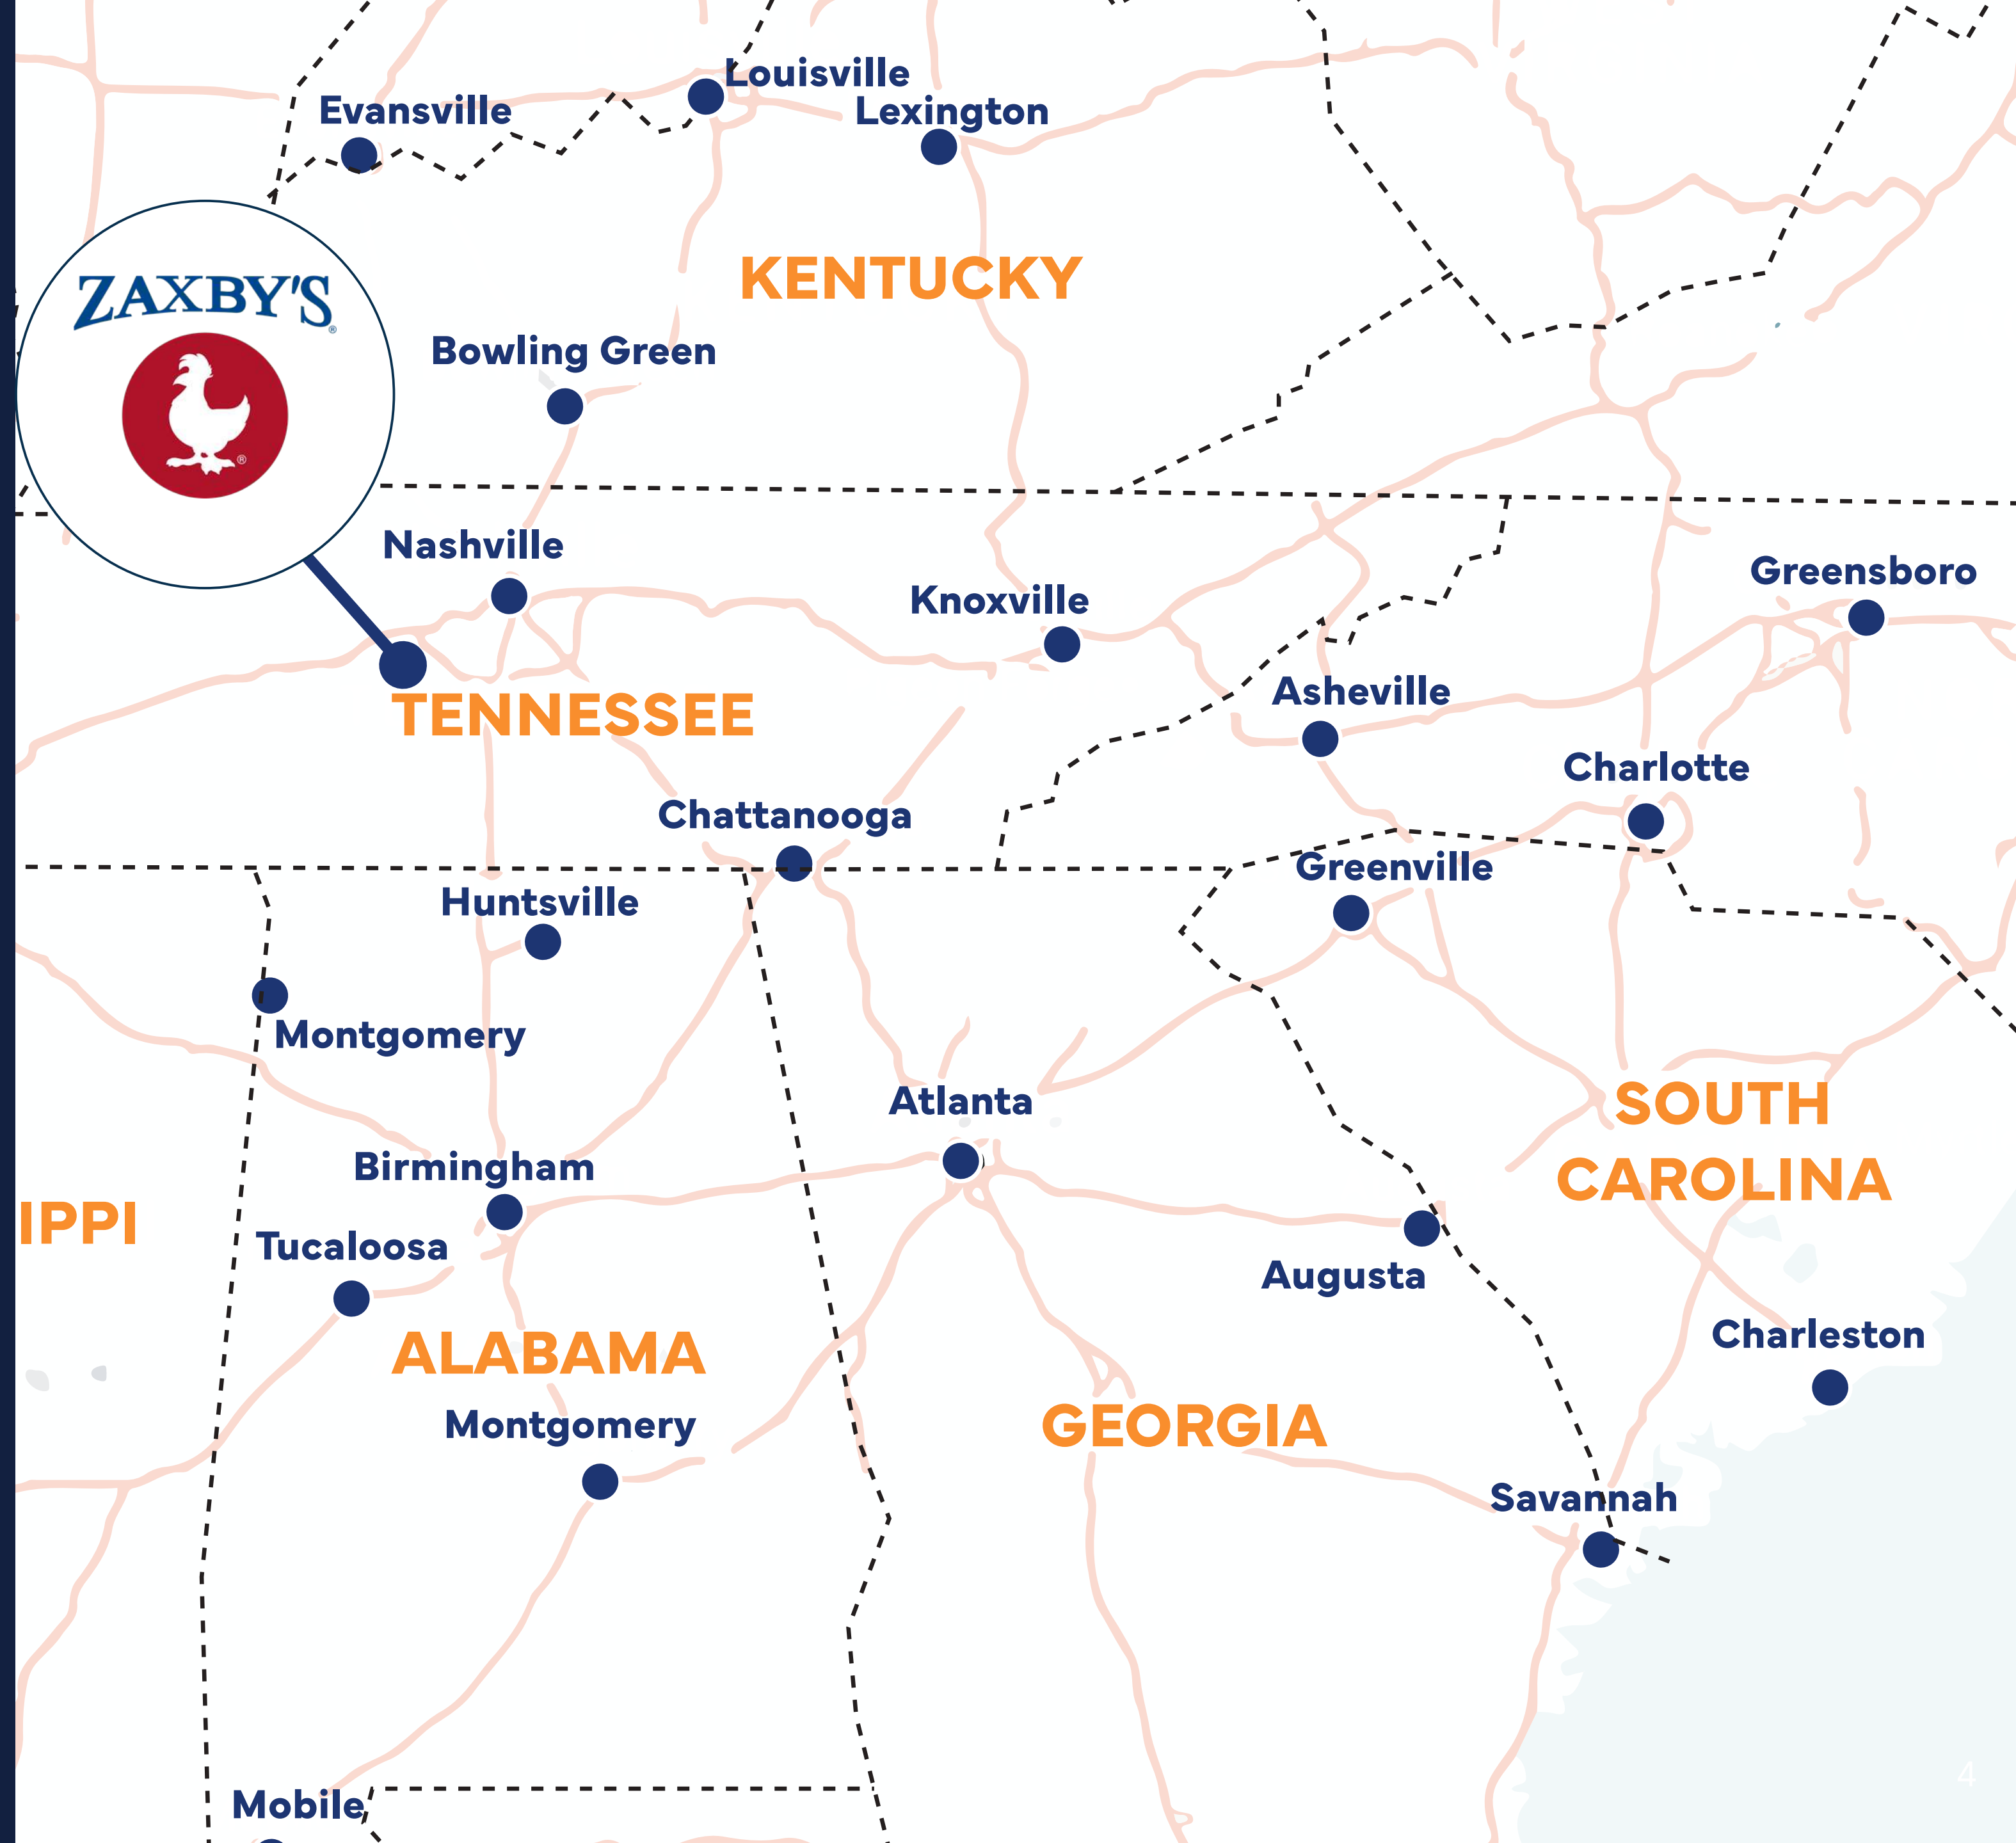 Louisville
Evansville
Lexington
KENTUCKY
ZAXBY'S®
®
Bowling Green
Nashville
Greensboro
Knoxville
Asheville
TENNESSEE
Charlotte
Chattanooga
Greenville
Huntsville
Montgomery
Atlanta
SOUTH
CAROLINA
Birmingham
IPPI
Tucaloosa
Augusta
Charleston
ALABAMA
Montgomery
GEORGIA
Savannah
4
Mobile